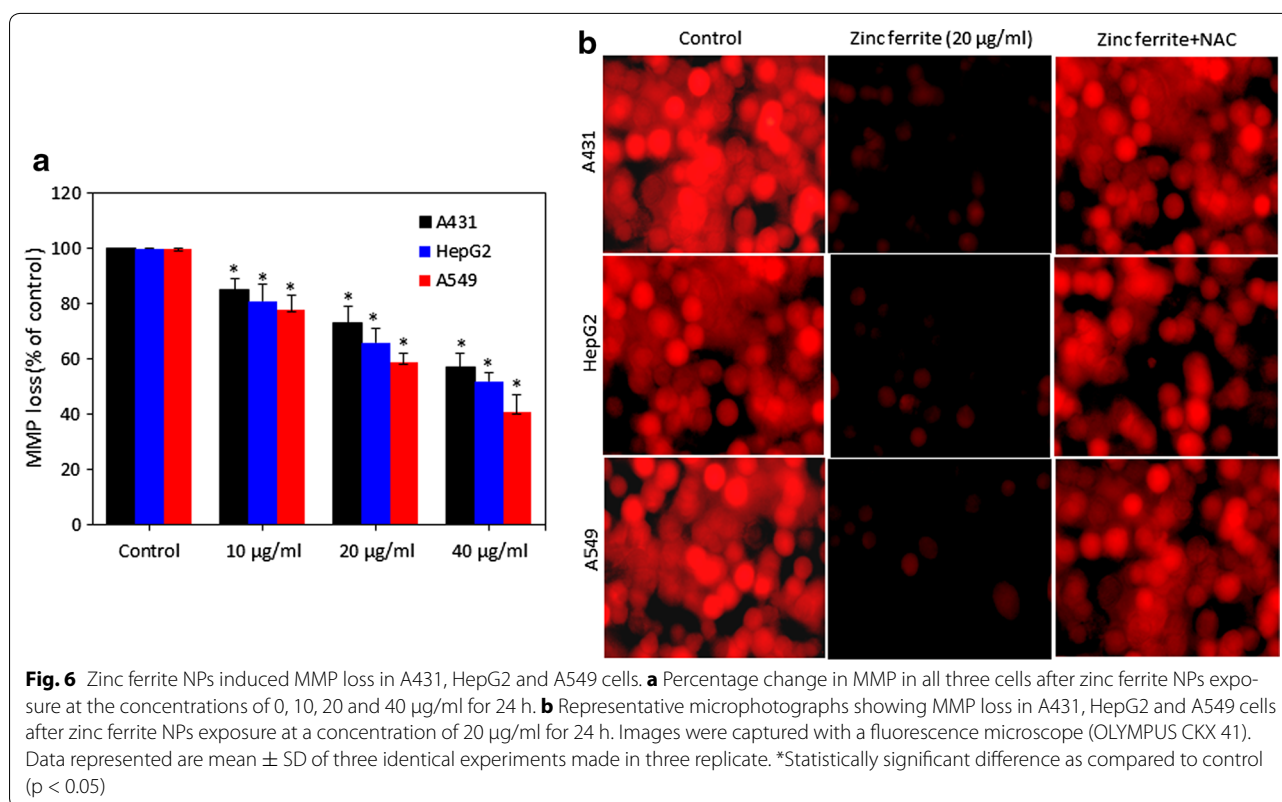 a
MMP loss (% of control)
120
100
80
60
40
20
0
* * *
* * *
* * *
A431
HepG2
A549
Control 10 µg/ml 20 µg/ml 40 µg/ml
b
Control Zinc ferrite (20 µg/ml) Zinc ferrite+NAC
A431
HepG2
A549
Fig. 6 Zinc ferrite NPs induced MMP loss in A431, HepG2 and A549 cells. a Percentage change in MMP in all three cells after zinc ferrite NPs expo-
sure at the concentrations of 0, 10, 20 and 40 µg/ml for 24 h. b Representative microphotographs showing MMP loss in A431, HepG2 and A549 cells
after zinc ferrite NPs exposure at a concentration of 20 µg/ml for 24 h. Images were captured with a fluorescence microscope (OLYMPUS CKX 41).
Data represented are mean ± SD of three identical experiments made in three replicate. *Statistically significant difference as compared to control
(p < 0.05)